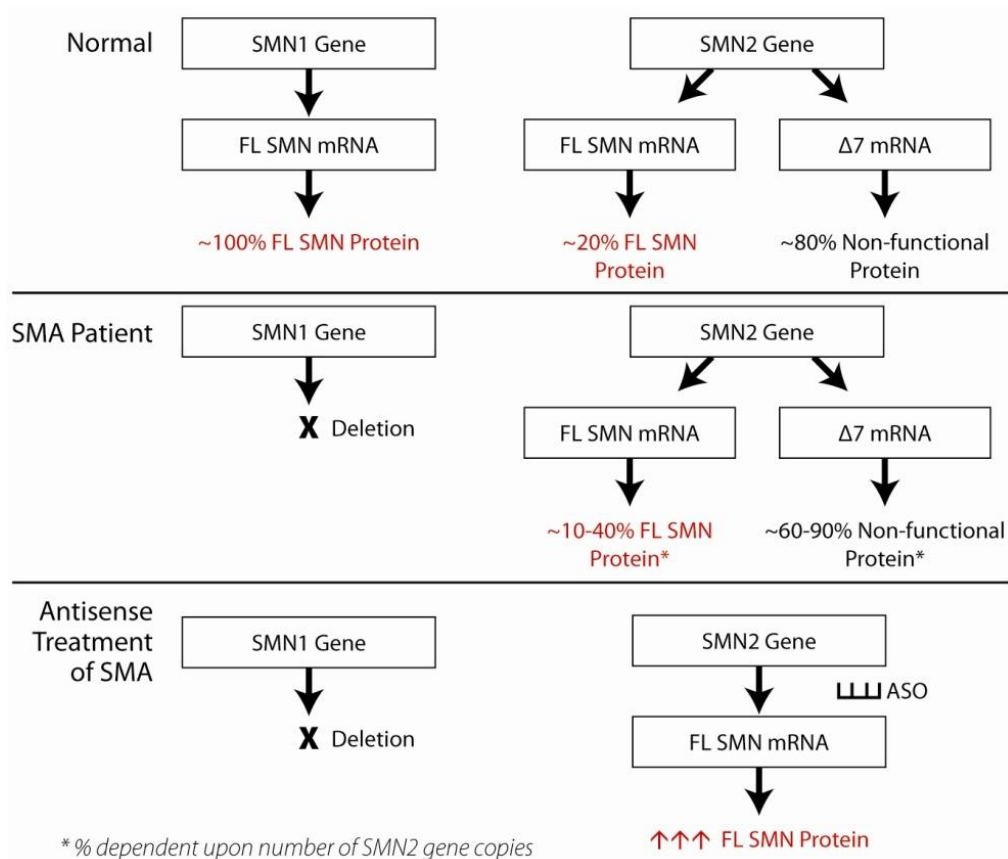 Normal
SMN1 Gene
SMN2 Gene
FL SMN mRNA
FL SMN mRNA
Δ7 mRNA
~100% FL SMN Protein
~20% FL SMN
Protein
~80% Non-functional
Protein
SMA Patient
SMN1 Gene
SMN2 Gene
X Deletion
FL SMN mRNA
Δ7 mRNA
~10-40% FL SMN
Protein*
~60-90% Non-functional
Protein*
Antisense
Treatment
of SMA
SMN1 Gene
SMN2 Gene
ASO
X Deletion
FL SMN mRNA
↑↑↑ FL SMN Protein
* % dependent upon number of SMN2 gene copies